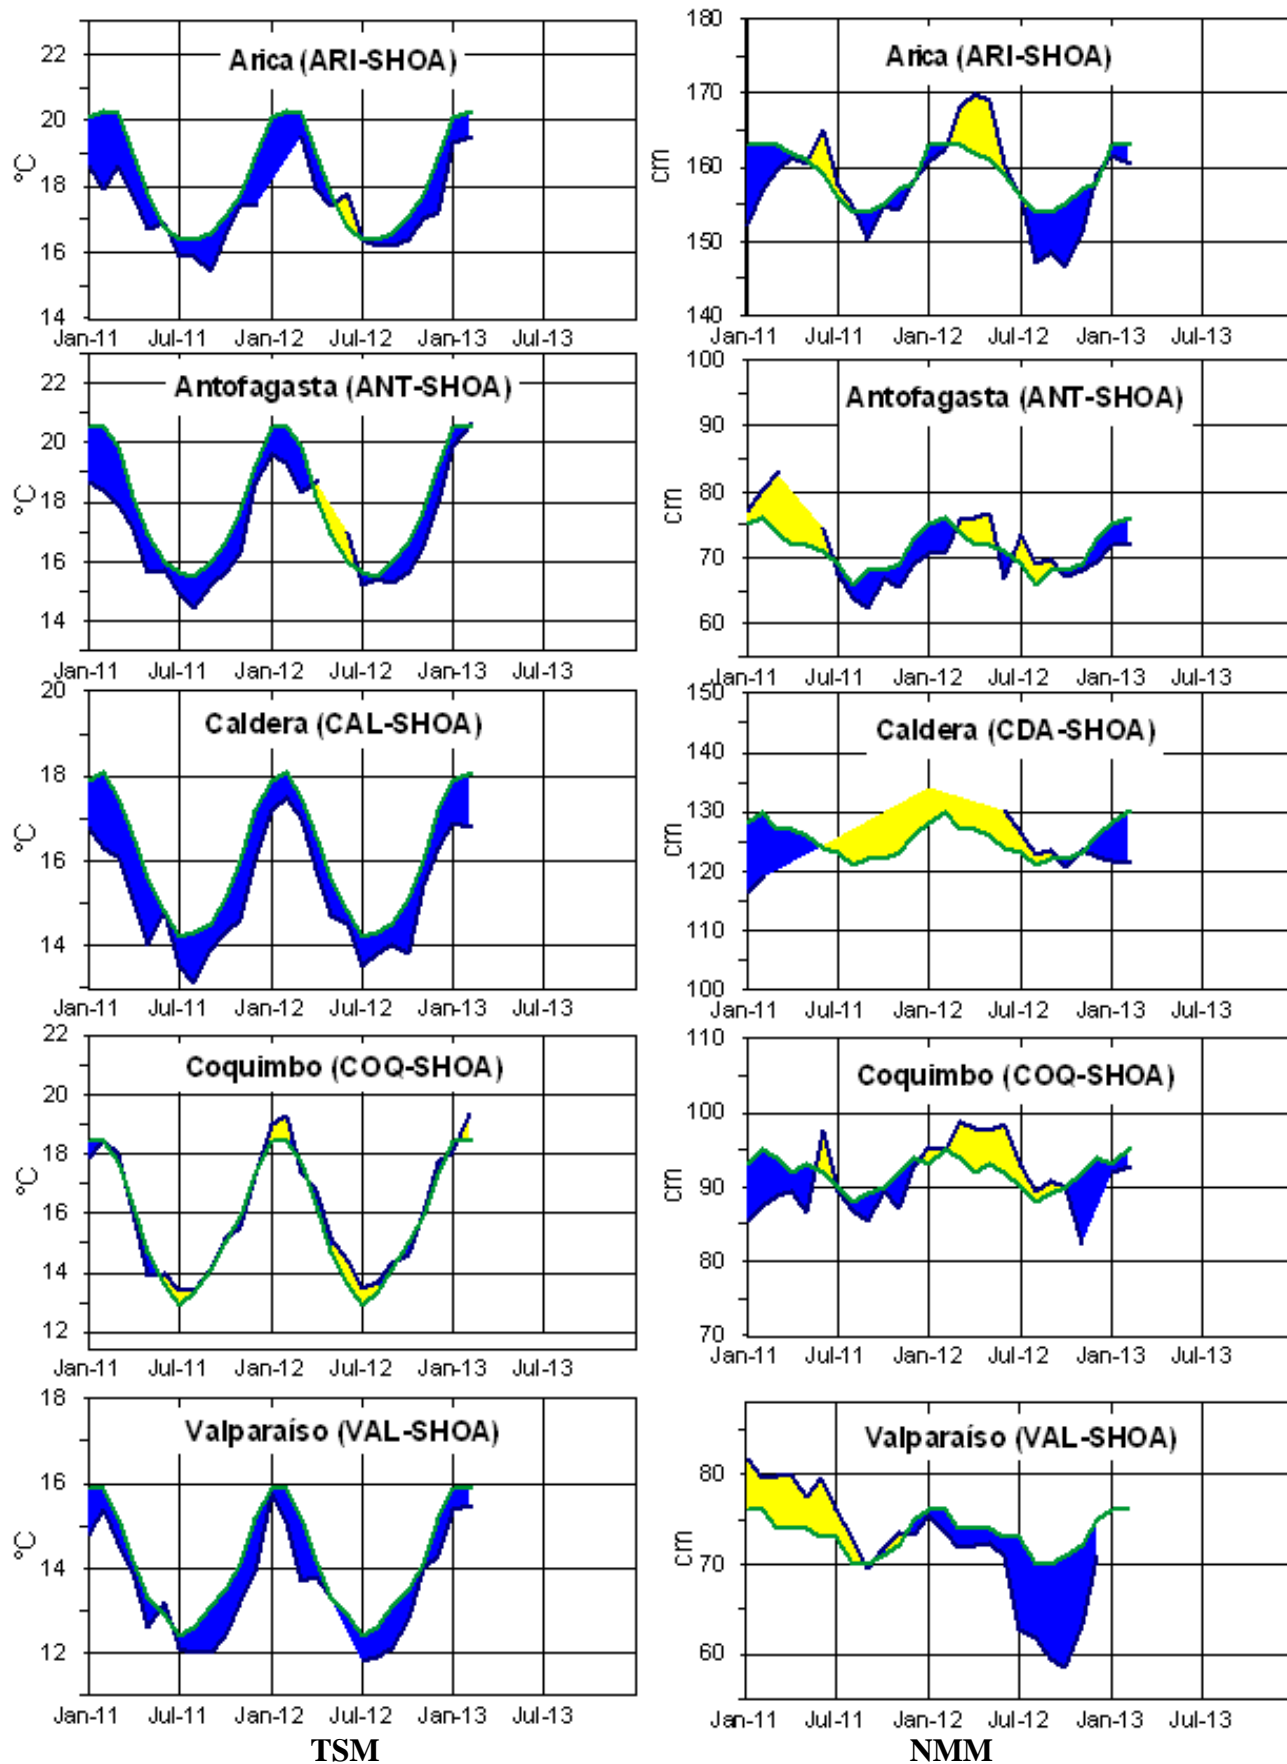 Arica (ARI-SHOA)
°C
22
20
18
16
14
Jan-11 Jul-11 Jan-12 Jul-12 Jan-13 Jul-13
Arica (ARI-SHOA)
cm
180
170
160
150
140
Jan-11 Jul-11 Jan-12 Jul-12 Jan-13 Jul-13
Antofagasta (ANT-SHOA)
°C
22
20
18
16
14
Jan-11 Jul-11 Jan-12 Jul-12 Jan-13 Jul-13
Antofagasta (ANT-SHOA)
cm
100
90
80
70
60
Jan-11 Jul-11 Jan-12 Jul-12 Jan-13 Jul-13
Caldera (CAL-SHOA)
°C
20
18
16
14
Jan-11 Jul-11 Jan-12 Jul-12 Jan-13 Jul-13
Caldera (CDA-SHOA)
cm
150
140
130
120
110
100
Jan-11 Jul-11 Jan-12 Jul-12 Jan-13 Jul-13
Coquimbo (COQ-SHOA)
°C
22
20
18
16
14
12
Jan-11 Jul-11 Jan-12 Jul-12 Jan-13 Jul-13
Coquimbo (COQ-SHOA)
cm
110
100
90
80
70
Jan-11 Jul-11 Jan-12 Jul-12 Jan-13 Jul-13
Valparaíso (VAL-SHOA)
°C
18
16
14
12
Jan-11 Jul-11 Jan-12 Jul-12 Jan-13 Jul-13
Valparaíso (VAL-SHOA)
cm
80
70
60
Jan-11 Jul-11 Jan-12 Jul-12 Jan-13 Jul-13
TSM
NMM